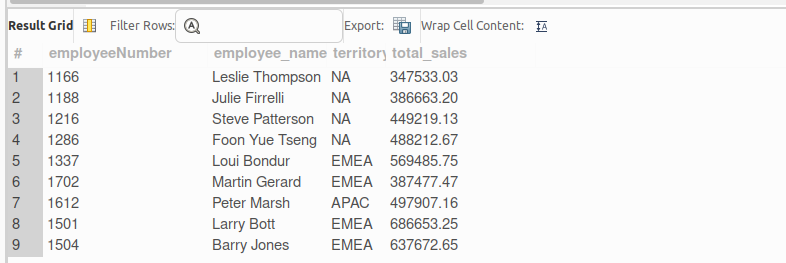 Result Grid Filter Rows: Export: Wrap Cell Content: IA
# employeeNumber employee_name territory total_sales
1 1166 Leslie Thompson NA 347533.03
2 1188 Julie Firrelli NA 386663.20
3 1216 Steve Patterson NA 449219.13
4 1286 Foon Yue Tseng NA 488212.67
5 1337 Loui Bondur EMEA 569485.75
6 1702 Martin Gerard EMEA 387477.47
7 1612 Peter Marsh APAC 497907.16
8 1501 Larry Bott EMEA 686653.25
9 1504 Barry Jones EMEA 637672.65